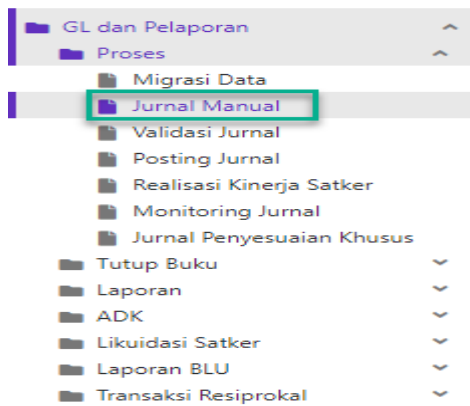 GL dan Pelaporan
Proses
Migrasi Data
Jurnal Manual
Validasi Jurnal
Posting Jurnal
Realisasi Kinerja Satker
Monitoring Jurnal
Jurnal Penyesuaian Khusus
Tutup Buku
Laporan
ADK
Likuidasi Satker
Laporan BLU
Transaksi Resiprokal